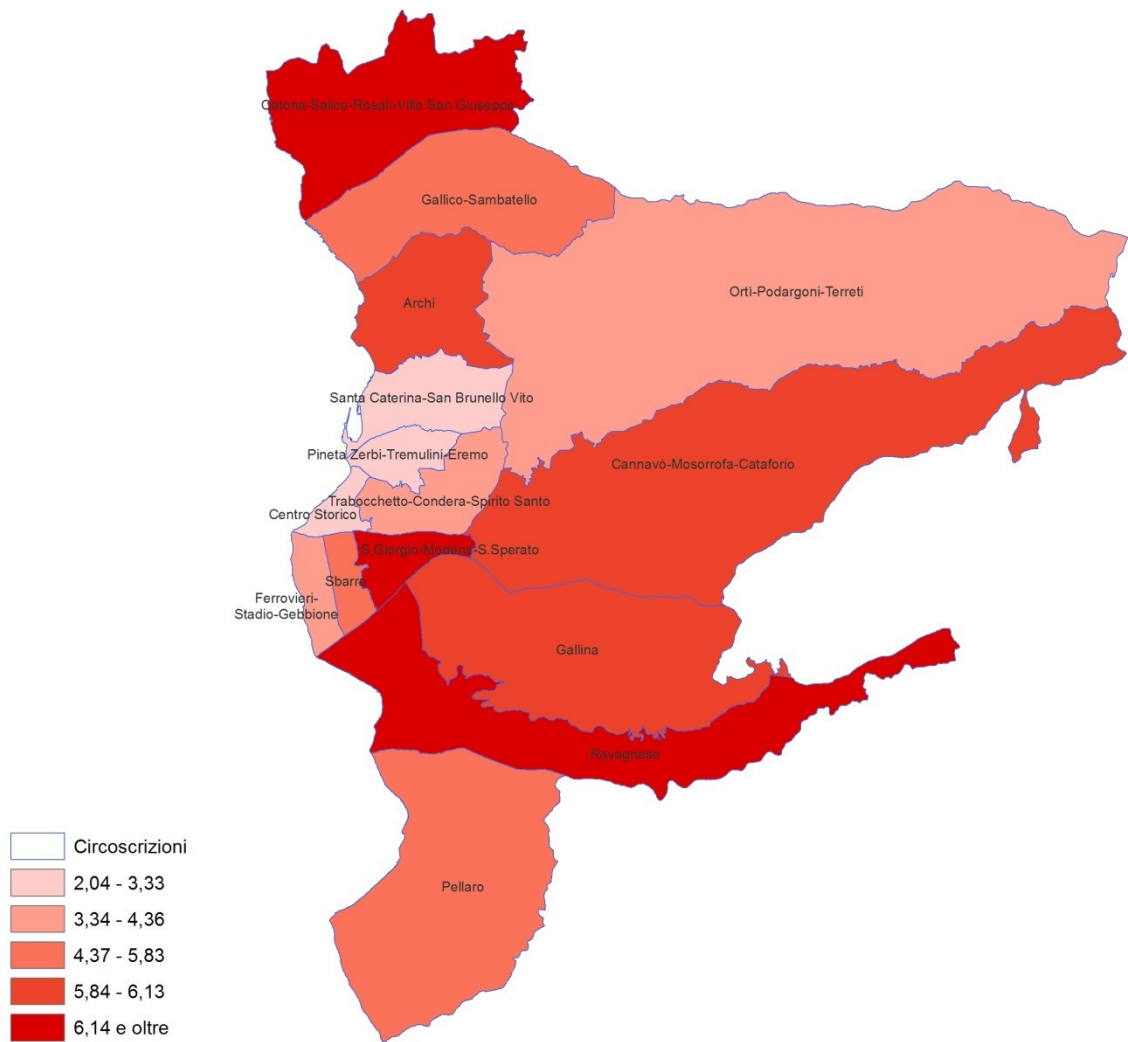 Catona-Salice-Rosalì-Villa San Giuseppe
Gallico-Sambatello
Orti-Podargoni-Terreti
Archi
Santa Caterina-San Brunello Vito
Pineta Zerbi-Tremulini-Eremo
Cannavò-Mosorrofa-Cataforio
Trabocchetto-Condera-Spirito Santo
Centro Storico
S.Giorgio-Modena-S.Sperato
Sbarre
Ferrovieri-
Stadio-Gebbione
Gallina
Ravagnese
Pellaro
Circoscrizioni
2,04 - 3,33
3,34 - 4,36
4,37 - 5,83
5,84 - 6,13
6,14 e oltre